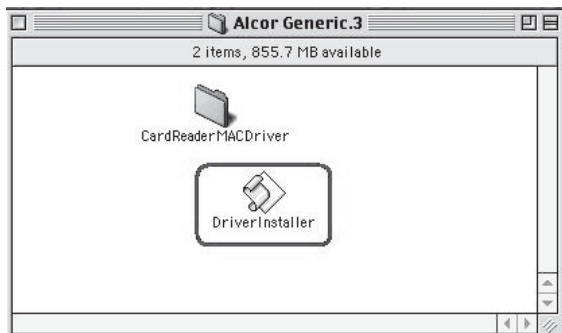 Alcor Generic.3
2 items, 855.7 MB available
CardReaderMACDriver
DriverInstaller